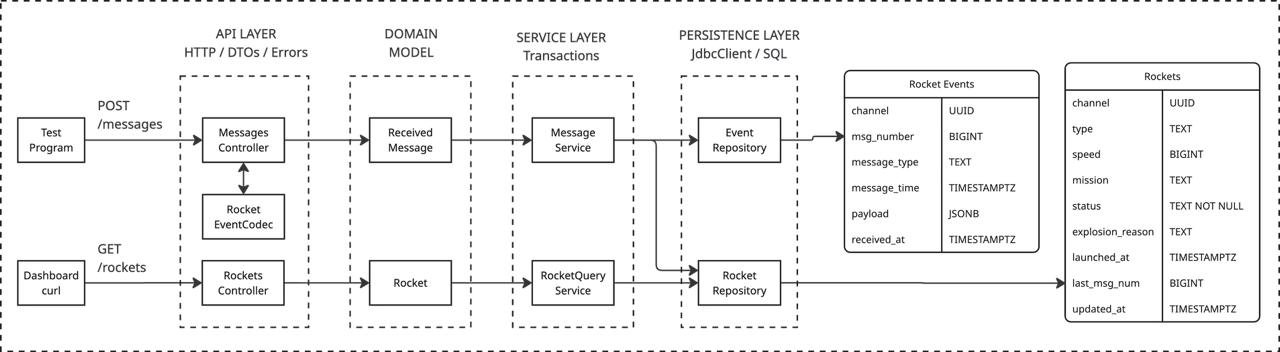 API LAYER
HTTP / DTOs / Errors
DOMAIN
MODEL
SERVICE LAYER
Transactions
PERSISTENCE LAYER
JdbcClient / SQL
POST
/messages
Test
Program
Messages
Controller
Received
Message
Message
Service
Event
Repository
Rocket
EventCodec
GET
/rockets
Dashboard
curl
Rockets
Controller
Rocket
RocketQuery
Service
Rocket
Repository
Rocket Events
channel UUID
msg_number BIGINT
message_type TEXT
message_time TIMESTAMPTZ
payload JSONB
received_at TIMESTAMPTZ
Rockets
channel UUID
type TEXT
speed BIGINT
mission TEXT
status TEXT NOT NULL
explosion_reason TEXT
launched_at TIMESTAMPTZ
last_msg_num BIGINT
updated_at TIMESTAMPTZ